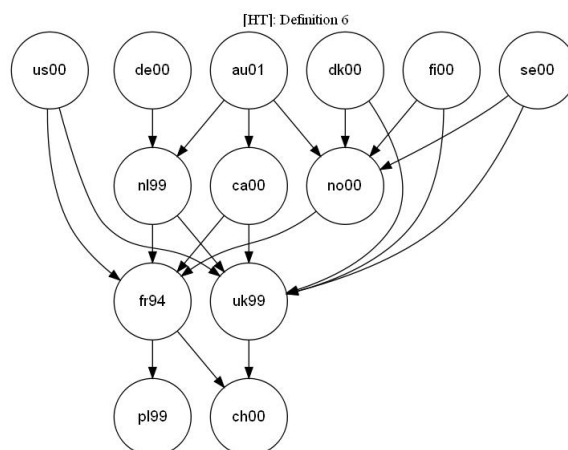 [HT]: Definition 6
us00 de00 au01 dk00 fi00 se00
nl99 ca00 no00
fr94 uk99
pl99 ch00